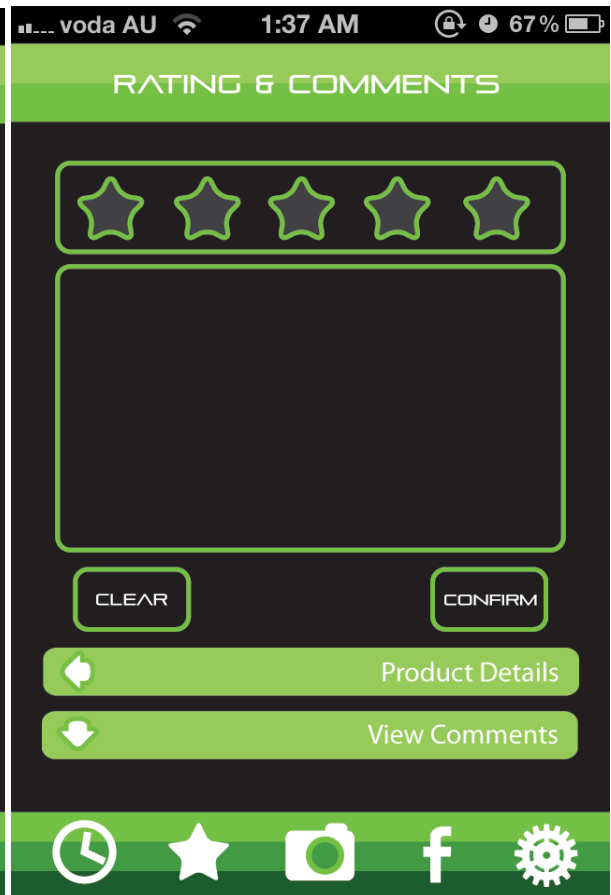 voda AU 1:37 AM 67%
RATING & COMMENTS
CLEAR CONFIRM
Product Details
View Comments
f